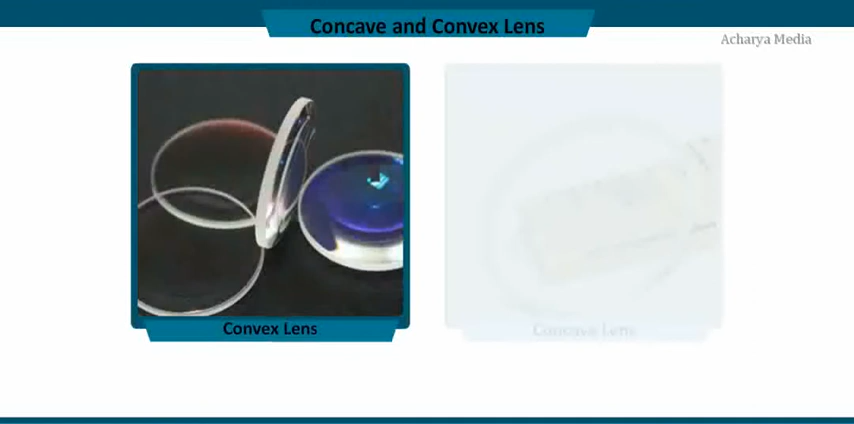 Concave and Convex Lens
Acharya Media
Convex Lens
Concave Lens